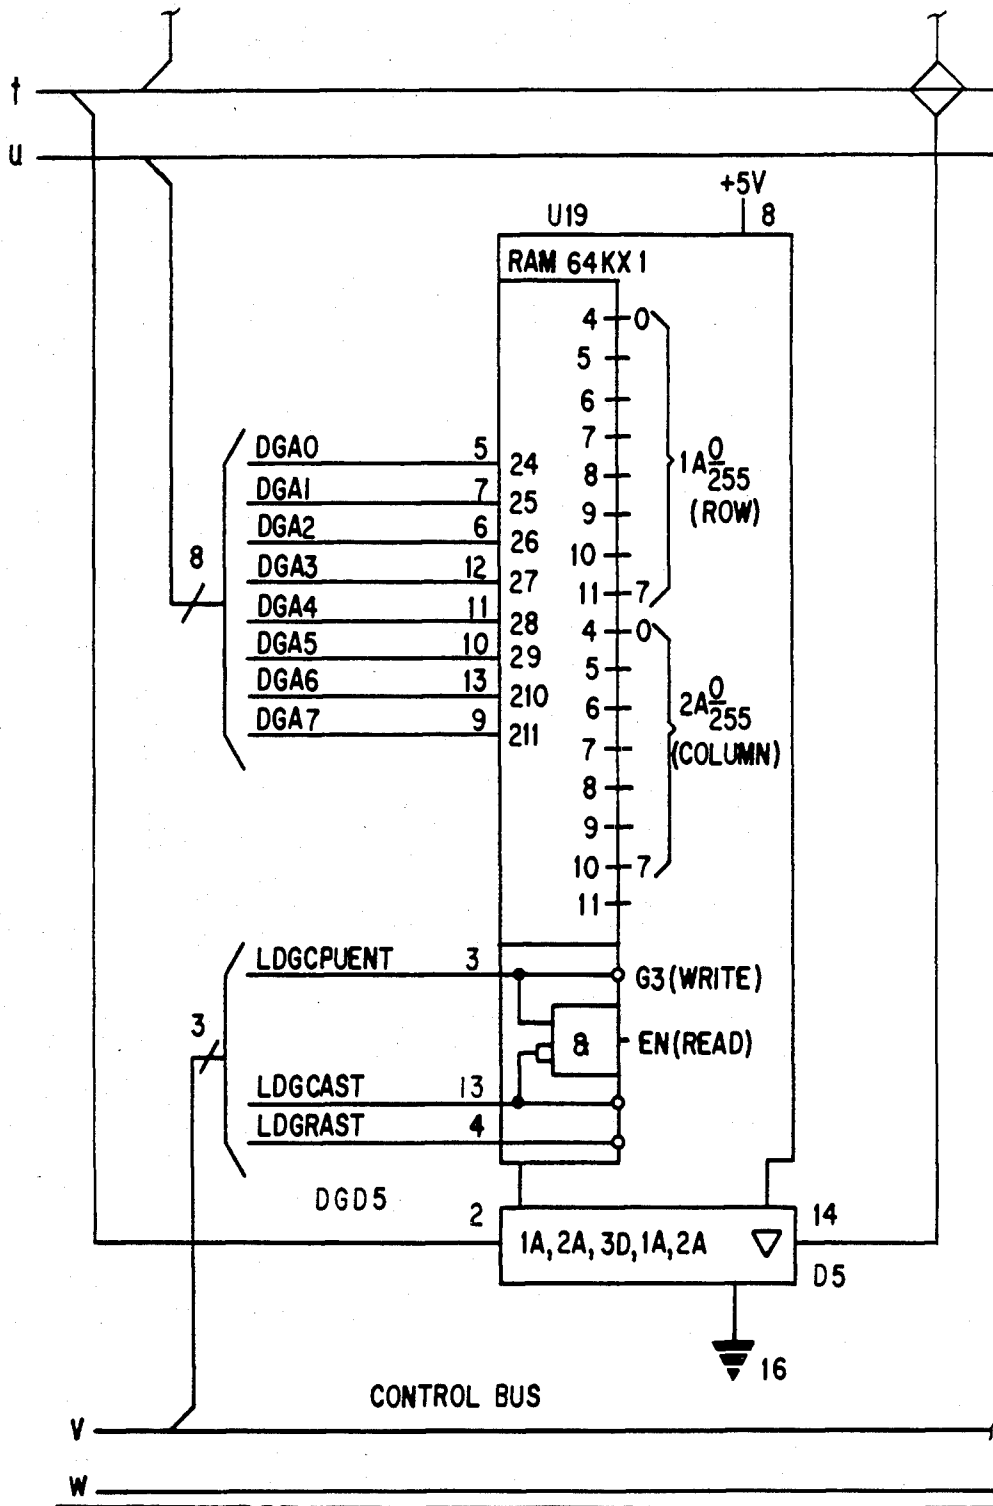 t
u
+5V
U19 8
RAM 64KX1
4 0
5
6
7
DGA0 5 24 8 1A 0/255
DGA1 7 25 9 (ROW)
DGA2 6 26 10
DGA3 12 27 11 7
DGA4 11 28 4 0
DGA5 10 29 5
DGA6 13 210 6 2A 0/255
DGA7 9 211 7 (COLUMN)
8
8
9
10 7
11
LDGCPUENT 3 G3(WRITE)
3 & EN(READ)
LDGCAST 13
LDGRAST 4
DGD5 2 14
1A, 2A, 3D, 1A, 2A ▽
D5
16
CONTROL BUS
V
W